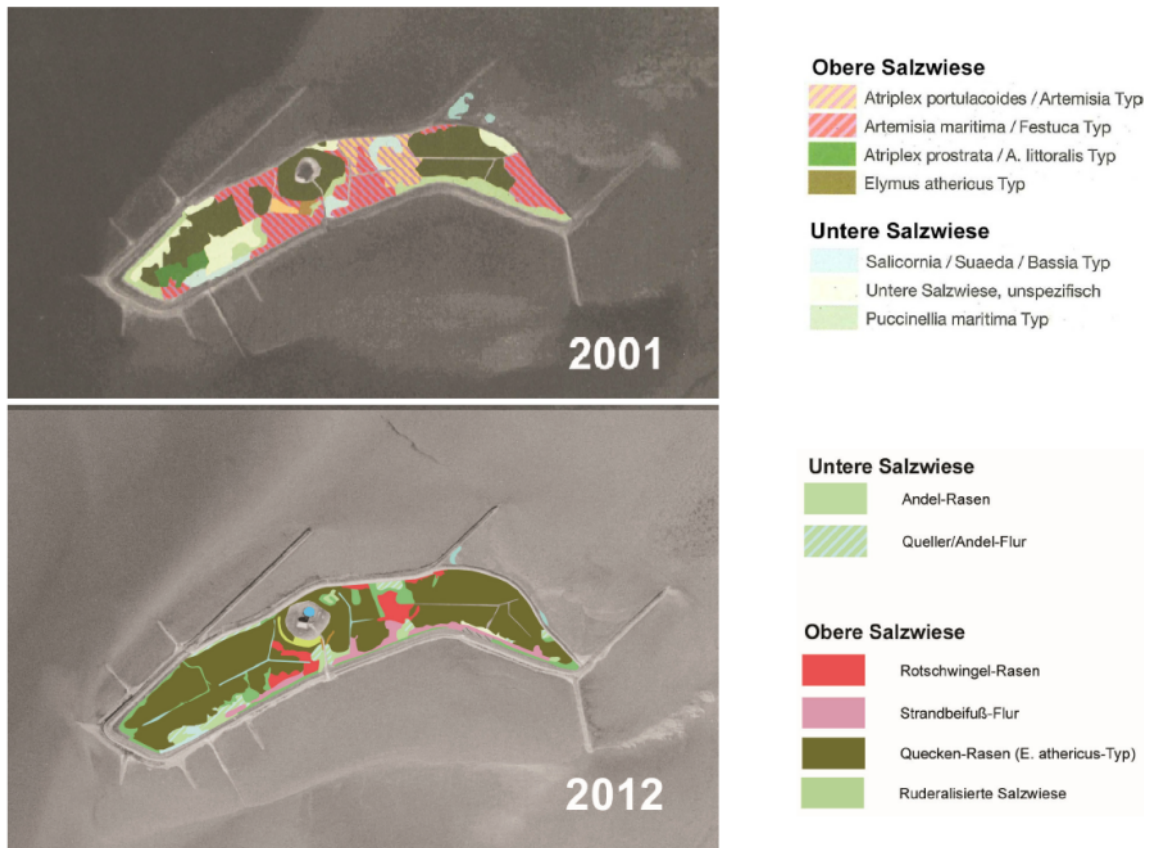 2001
Obere Salzwiese
Atriplex portulacoides / Artemisia Typ
Artemisia maritima / Festuca Typ
Atriplex prostrata / A. littoralis Typ
Elymus athericus Typ
Untere Salzwiese
Salicornia / Suaeda / Bassia Typ
Untere Salzwiese, unspezifisch
Puccinellia maritima Typ
2012
Untere Salzwiese
Andel-Rasen
Queller/Andel-Flur
Obere Salzwiese
Rotschwingel-Rasen
Strandbeifuß-Flur
Quecken-Rasen (E. athericus-Typ)
Ruderalisierte Salzwiese